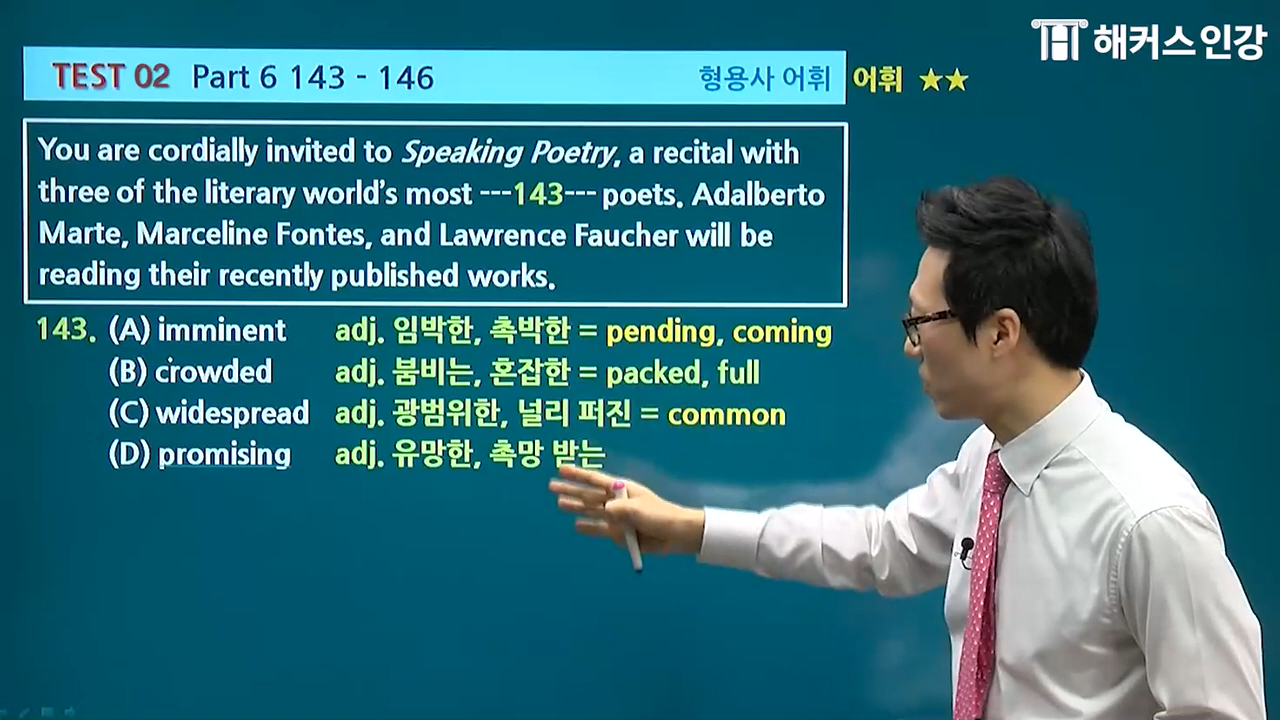 해커스인강
TEST 02 Part 6 143 - 146 형용사 어휘 어휘 ★★
You are cordially invited to Speaking Poetry, a recital with
three of the literary world's most ---143--- poets. Adalberto
Marte, Marceline Fontes, and Lawrence Faucher will be
reading their recently published works.
143. (A) imminent adj. 임박한, 촉박한 = pending, coming
(B) crowded adj. 붐비는, 혼잡한 = packed, full
(C) widespread adj. 광범위한, 널리 퍼진 = common
(D) promising adj. 유망한, 촉망 받는